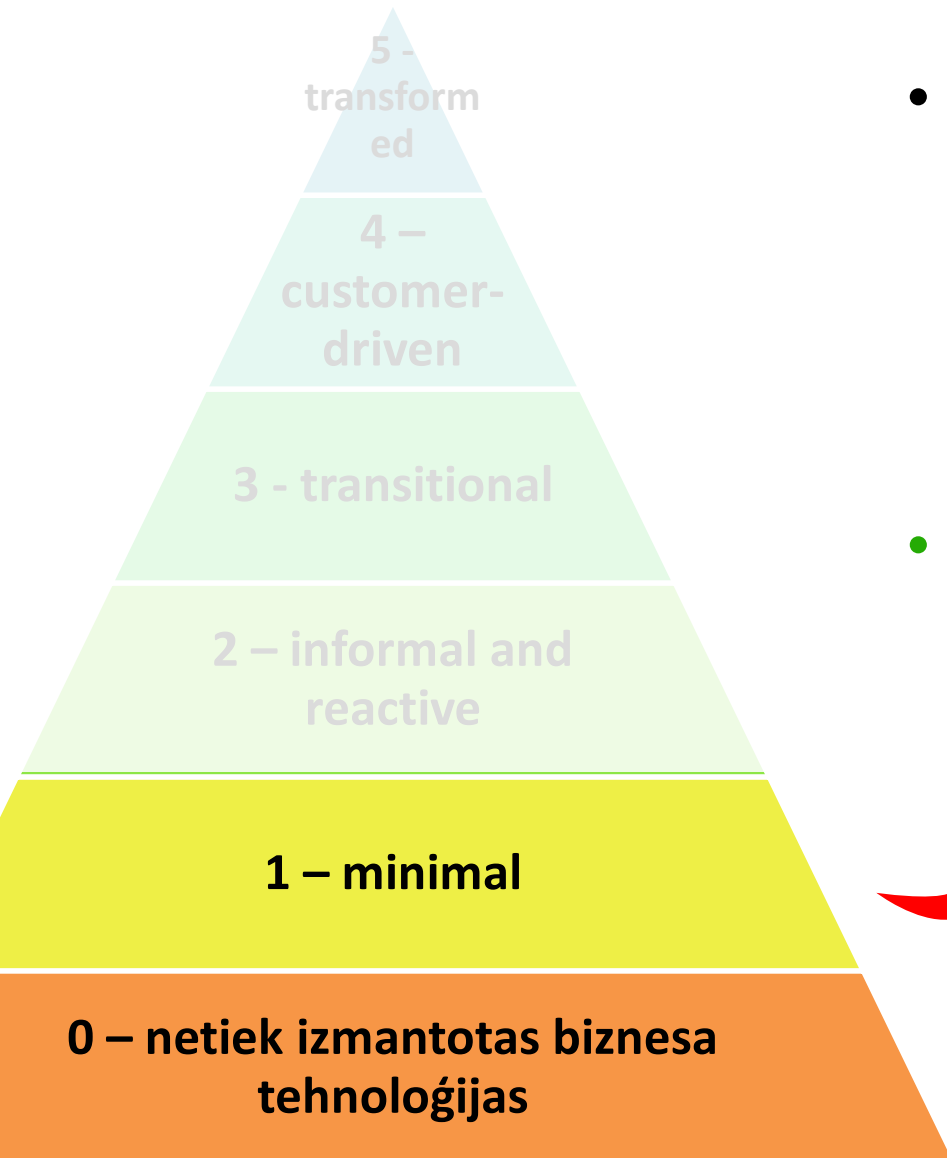 5 -
transform
ed
4 –
customer-
driven
3 - transitional
2 – informal and
reactive
1 – minimal
0 – netiek izmantotas biznesa
tehnoloģijas